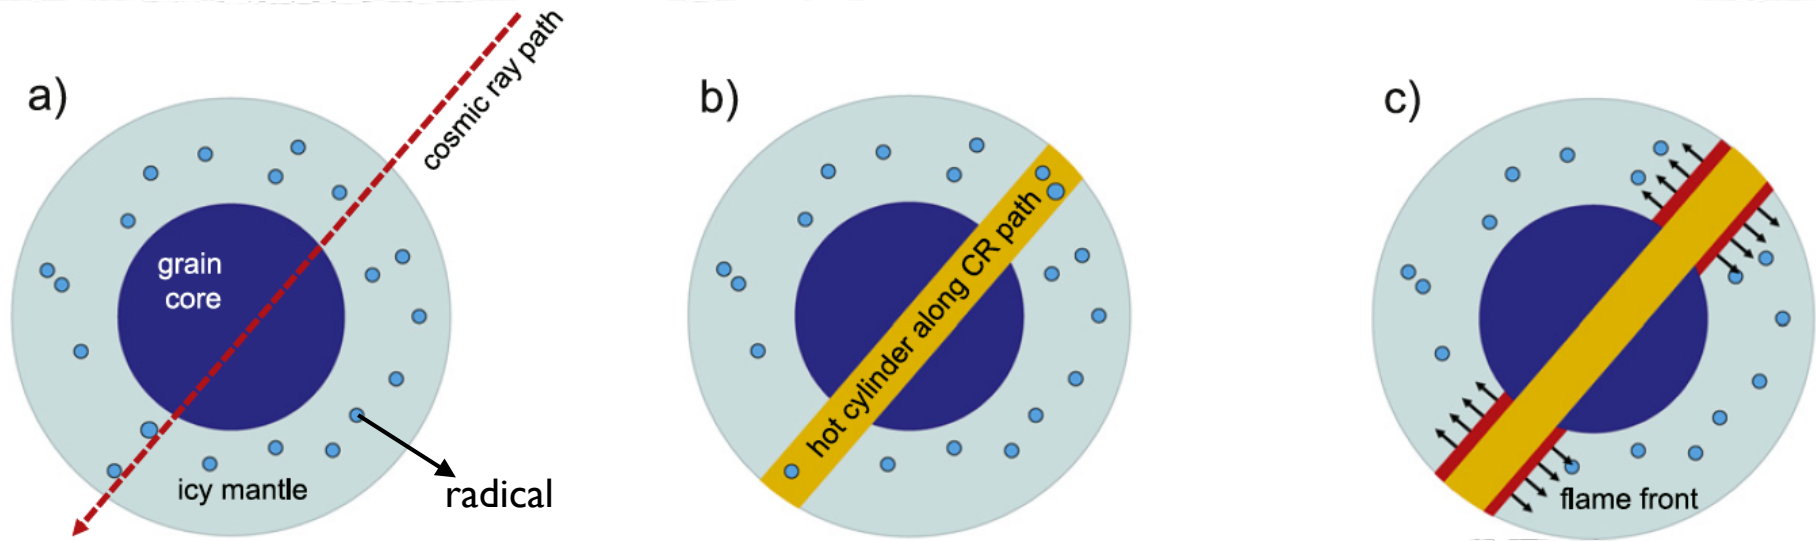 a)
cosmic ray path
grain
core
icy mantle
radical
b)
hot cylinder along CR path
c)
flame front